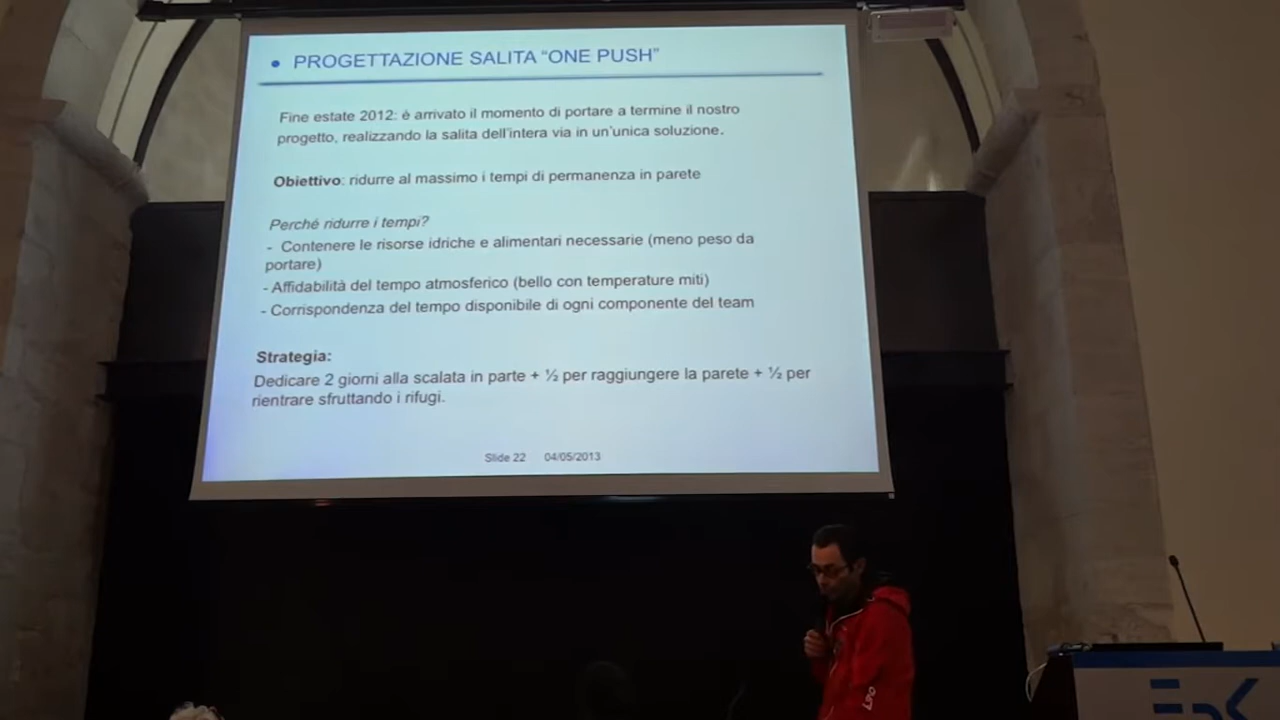 • PROGETTAZIONE SALITA “ONE PUSH”
Fine estate 2012: è arrivato il momento di portare a termine il nostro
progetto, realizzando la salita dell'intera via in un'unica soluzione.
Obiettivo: ridurre al massimo i tempi di permanenza in parete
Perché ridurre i tempi?
- Contenere le risorse idriche e alimentari necessarie (meno peso da
portare)
- Affidabilità del tempo atmosferico (bello con temperature miti)
- Corrispondenza del tempo disponibile di ogni componente del team
Strategia:
Dedicare 2 giorni alla scalata in parte + ½ per raggiungere la parete + ½ per
rientrare sfruttando i rifugi.
Slide 22 04/05/2013